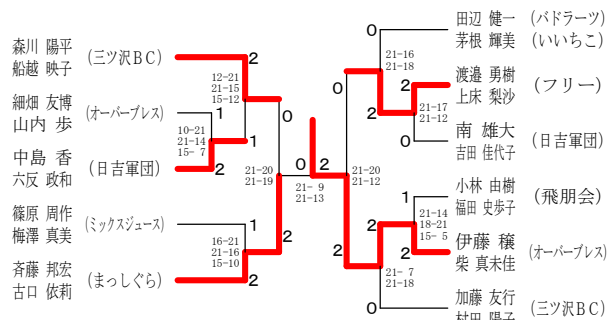 森川 陽平
船越 映子
(三ツ沢BC)
細畑 友博
山内 歩
(オーバープレス)
中島 香
六反 政和
(日吉軍団)
篠原 周作
梅澤 真美
(ミックスジュース)
斉藤 邦宏
古口 依莉
(まっしぐら)
2
12-21
21-15
15-12
1
1
10-21
21-14
15- 7
2
0
21-20
21-19
1
16-21
21-16
15-10
2
2
0
2
21- 9
21-13
0
21-20
21-12
2
0
21-16
21-18
2
2
21-17
21-12
0
1
21-14
18-21
15- 5
2
2
21- 7
21-18
0
田辺 健一
茅根 輝美
(バドラーツ)
(いいちこ)
渡邉 勇樹
上床 梨沙
(フリー)
南 雄大
吉田 佳代子
(日吉軍団)
小林 由樹
福田 史歩子
(飛朋会)
伊藤 穣
柴 真未佳
(オーバープレス)
加藤 友行
村田 陽子
(三ツ沢BC)